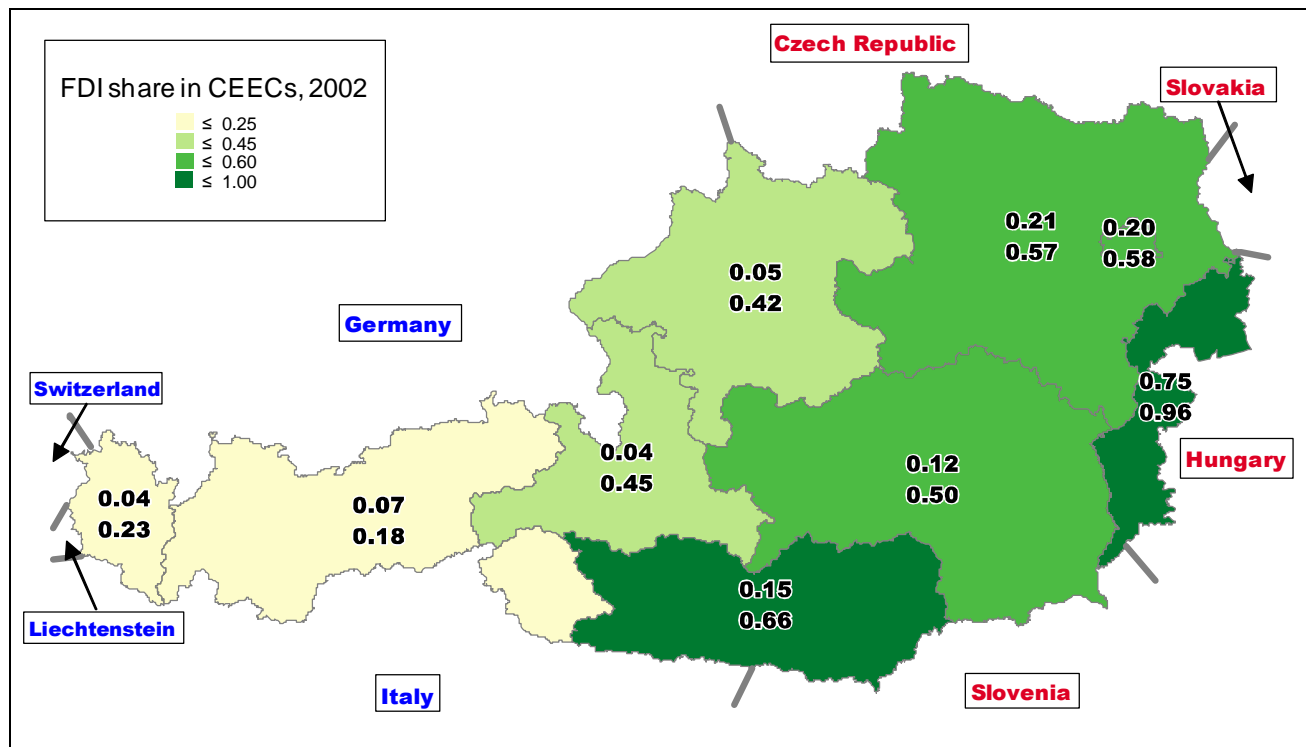 Czech Republic
FDI share in CEECs, 2002
Slovakia
≤ 0.25
≤ 0.45
≤ 0.60
≤ 1.00
0.21
0.57
0.20
0.58
0.05
0.42
Germany
Switzerland
0.75
0.96
0.04
0.45
0.12
0.50
Hungary
0.04
0.23
0.07
0.18
0.15
0.66
Liechtenstein
Italy
Slovenia